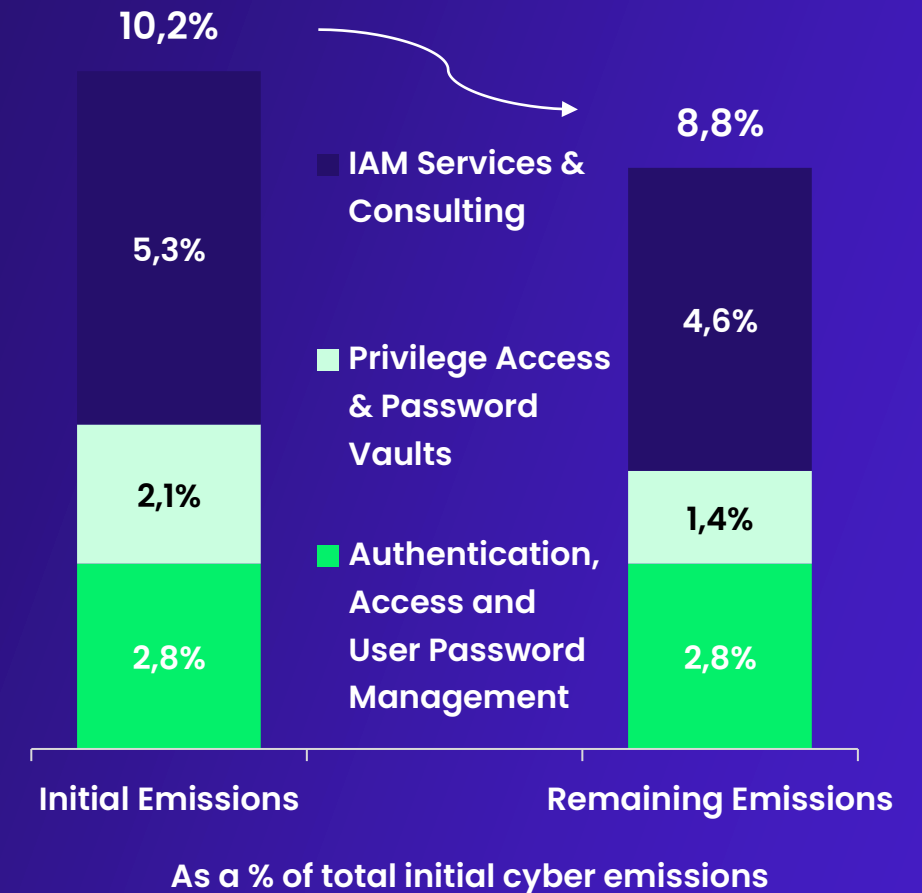 10,2%
8,8%
IAM Services &
Consulting
5,3%
4,6%
Privilege Access
& Password
Vaults
2,1%
1,4%
Authentication,
Access and
User Password
Management
2,8%
2,8%
Initial Emissions
Remaining Emissions
As a % of total initial cyber emissions